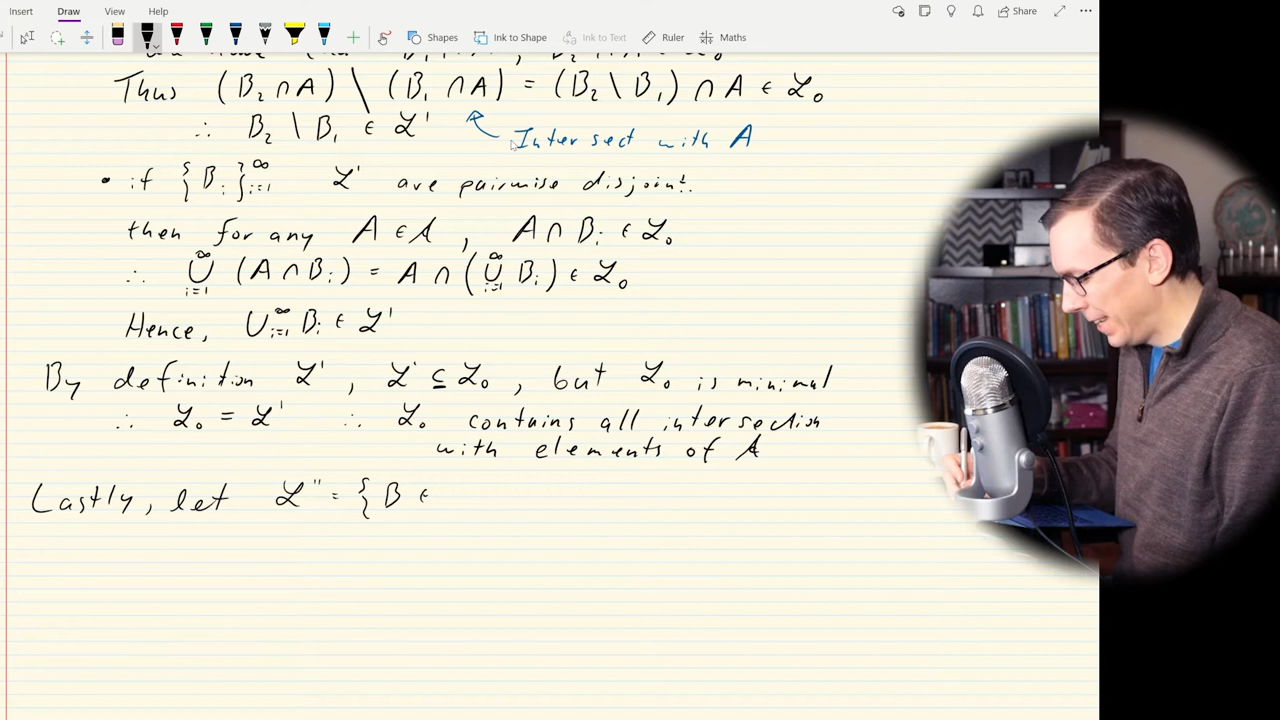 Insert Draw View Help Share
Shapes Ink to Shape Ink to Text Ruler Maths
Thus (B₂ ∩ A) \ (B₁ ∩ A) = (B₂ \ B₁) ∩ A ∈ ℒ₀
∴ B₂ \ B₁ ∈ ℒ'
Intersect with A
• if {Bᵢ}ᵢ₌₁^∞ ℒ' are pairwise disjoint
then for any A ∈ 𝒜, A ∩ Bᵢ ∈ ℒ₀
∴ ∪ᵢ₌₁^∞ (A ∩ Bᵢ) = A ∩ (∪ᵢ₌₁^∞ Bᵢ) ∈ ℒ₀
Hence, ∪ᵢ₌₁^∞ Bᵢ ∈ ℒ'
By definition ℒ', ℒ' ⊆ ℒ₀, but ℒ₀ is minimal
∴ ℒ₀ = ℒ' ∴ ℒ₀ contains all intersection
with elements of 𝒜
Lastly, let ℒ'' = {B ∈